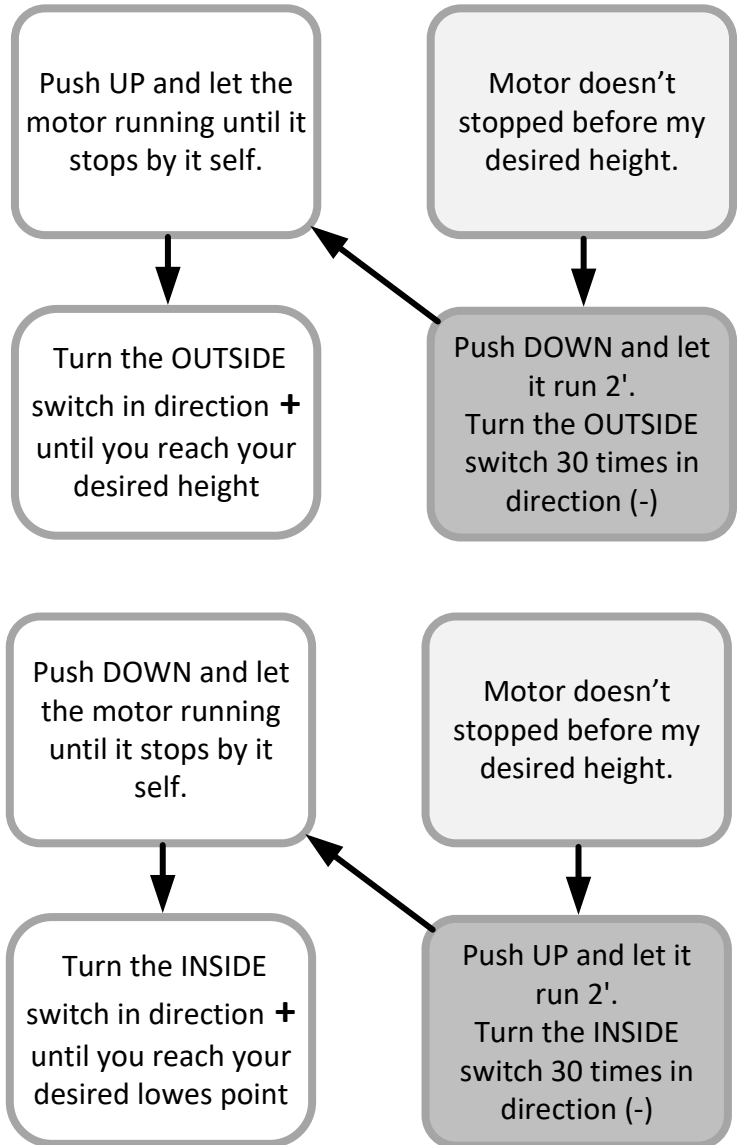 Push UP and let the
motor running until it
stops by it self.
Motor doesn’t
stopped before my
desired height.
Turn the OUTSIDE
switch in direction +
until you reach your
desired height
Push DOWN and let
it run 2'.
Turn the OUTSIDE
switch 30 times in
direction (-)
Push DOWN and let
the motor running
until it stops by it
self.
Motor doesn’t
stopped before my
desired height.
Turn the INSIDE
switch in direction +
until you reach your
desired lowes point
Push UP and let it
run 2'.
Turn the INSIDE
switch 30 times in
direction (-)